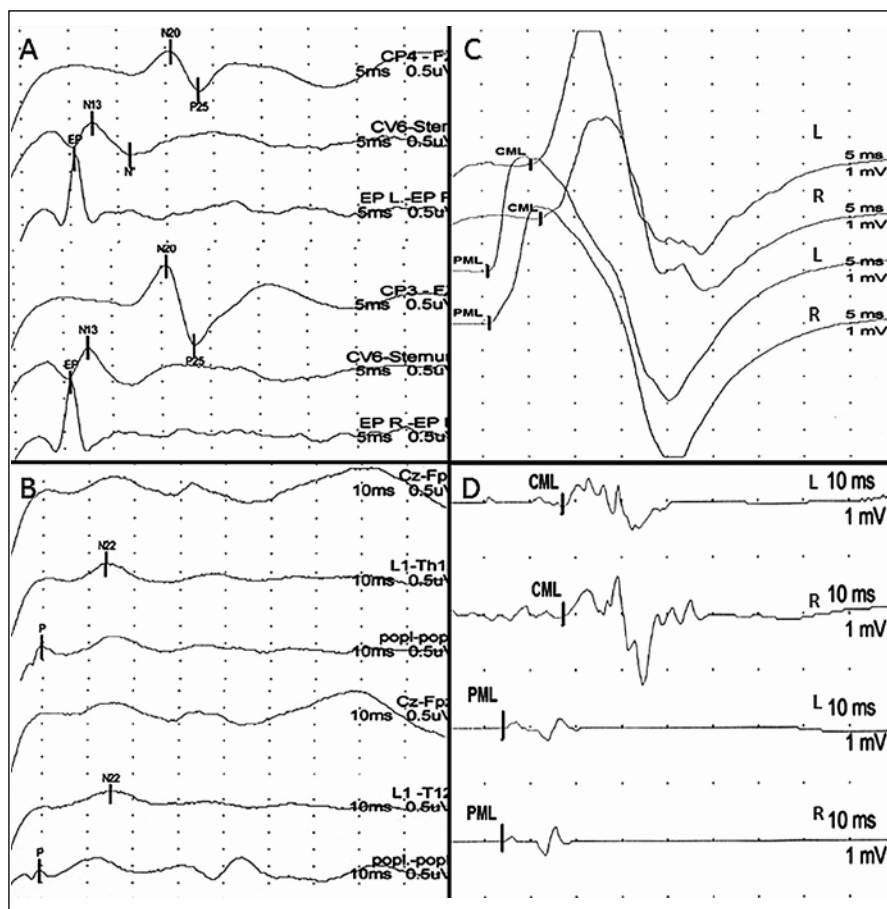 A
N20
CP4 - F
5ms 0.5u
N13
P25
CV6-Ster
EP
5ms 0.5u
N
EP L.-EP
5ms 0.5u
N20
CP3 - F
5ms 0.5u
N13
CV6-Sternu
EP
P25
5ms 0.5u
EP R.-EP
5ms 0.5u
C
L
CML
5 ms
1 mV
R
CML
5 ms
1 mV
L
PML
5 ms
1 mV
R
PML
5 ms
1 mV
B
Cz-Fp
10ms 0.5u
N22
L1-Th1
10ms 0.5u
P
popl-pop
10ms 0.5u
Cz-Fp
10ms 0.5u
N22
L1 -T12
10ms 0.5u
P
popl.-popl
10ms 0.5u
D
CML
L 10 ms
1 mV
CML
R 10 ms
1 mV
PML
L 10 ms
1 mV
PML
R 10 ms
1 mV